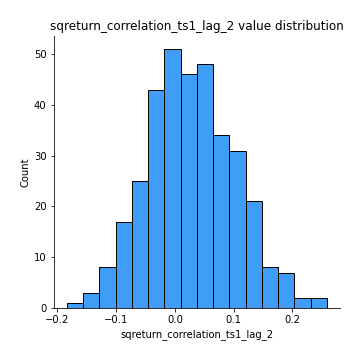 sqreturn_correlation_ts1_lag_2 value distribution
50
40
30
20
10
0
Count
−0.2 −0.1 0.0 0.1 0.2
sqreturn_correlation_ts1_lag_2